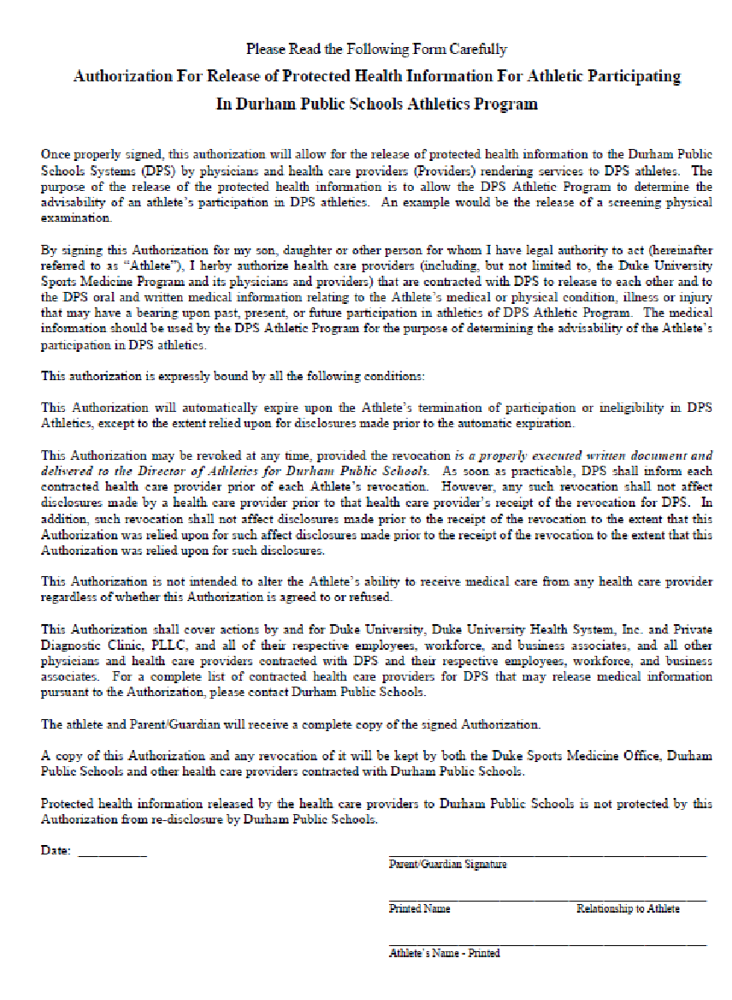 Please Read the Following Form Carefully
Authorization For Release of Protected Health Information For Athletic Participating
In Durham Public Schools Athletics Program
Once properly signed, this authorization will allow for the release of protected health information to the Durham Public
Schools Systems (DPS) by physicians and health care providers (Providers) rendering services to DPS athletes. The
purpose of the release of the protected health information is to allow the DPS Athletic Program to determine the
advisability of an athlete's participation in DPS athletics. An example would be the release of a screening physical
examination.
By signing this Authorization for my son, daughter or other person for whom I have legal authority to act (hereinafter
referred to as “Athlete”), I herby authorize health care providers (including, but not limited to, the Duke University
Sports Medicine Program and its physicians and providers) that are contracted with DPS to release to each other and to
the DPS oral and written medical information relating to the Athlete's medical or physical condition, illness or injury
that may have a bearing upon past, present, or future participation in athletics of DPS Athletic Program. The medical
information should be used by the DPS Athletic Program for the purpose of determining the advisability of the Athlete's
participation in DPS athletics.
This authorization is expressly bound by all the following conditions:
This Authorization will automatically expire upon the Athlete's termination of participation or ineligibility in DPS
Athletics, except to the extent relied upon for disclosures made prior to the automatic expiration.
This Authorization may be revoked at any time, provided the revocation is a properly executed written document and
delivered to the Director of Athletics for Durham Public Schools. As soon as practicable, DPS shall inform each
contracted health care provider prior of each Athlete's revocation. However, any such revocation shall not affect
disclosures made by a health care provider prior to that health care provider's receipt of the revocation for DPS. In
addition, such revocation shall not affect disclosures made prior to the receipt of the revocation to the extent that this
Authorization was relied upon for such affect disclosures made prior to the receipt of the revocation to the extent that this
Authorization was relied upon for such disclosures.
This Authorization is not intended to alter the Athlete's ability to receive medical care from any health care provider
regardless of whether this Authorization is agreed to or refused.
This Authorization shall cover actions by and for Duke University, Duke University Health System, Inc. and Private
Diagnostic Clinic, PLLC, and all of their respective employees, workforce, and business associates, and all other
physicians and health care providers contracted with DPS and their respective employees, workforce, and business
associates. For a complete list of contracted health care providers for DPS that may release medical information
pursuant to the Authorization, please contact Durham Public Schools.
The athlete and Parent/Guardian will receive a complete copy of the signed Authorization.
A copy of this Authorization and any revocation of it will be kept by both the Duke Sports Medicine Office, Durham
Public Schools and other health care providers contracted with Durham Public Schools.
Protected health information released by the health care providers to Durham Public Schools is not protected by this
Authorization from re-disclosure by Durham Public Schools.
Date: __________
Parent/Guardian Signature
Printed Name Relationship to Athlete
Athlete's Name - Printed